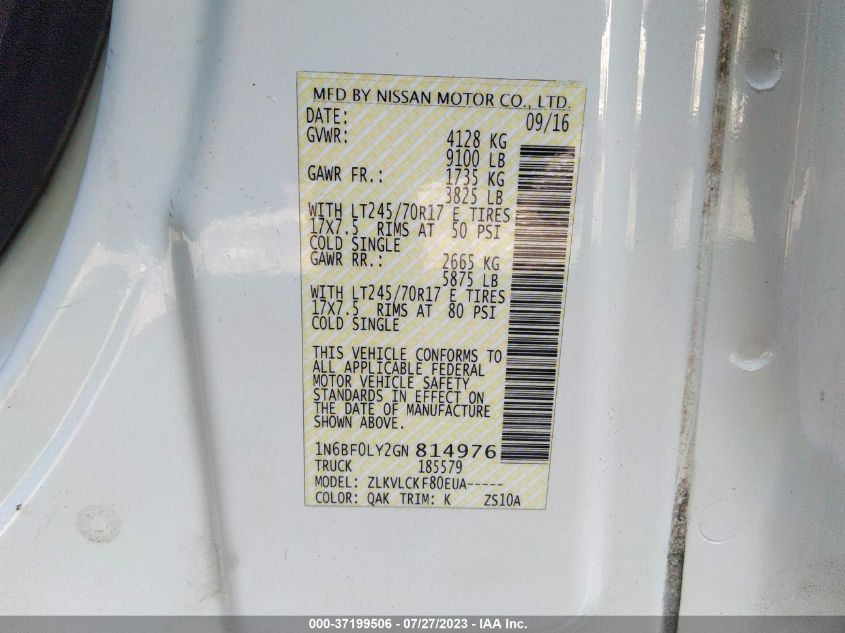 MFD BY NISSAN MOTOR CO., LTD.
DATE: 09/16
GVWR: 4128 KG
9100 LB
GAWR FR.: 1735 KG
3825 LB
WITH LT245/70R17 E TIRES
17X7.5 RIMS AT 50 PSI
COLD SINGLE
GAWR RR.: 2665 KG
5875 LB
WITH LT245/70R17 E TIRES
17X7.5 RIMS AT 80 PSI
COLD SINGLE
THIS VEHICLE CONFORMS TO
ALL APPLICABLE FEDERAL
MOTOR VEHICLE SAFETY
STANDARDS IN EFFECT ON
THE DATE OF MANUFACTURE
SHOWN ABOVE.
1N6BF0LY2GN 814976
TRUCK 185579
MODEL: ZLKVLCKF80EUA-----
COLOR: QAK TRIM: K ZS10A
000-37199506 - 07/27/2023 - IAA Inc.